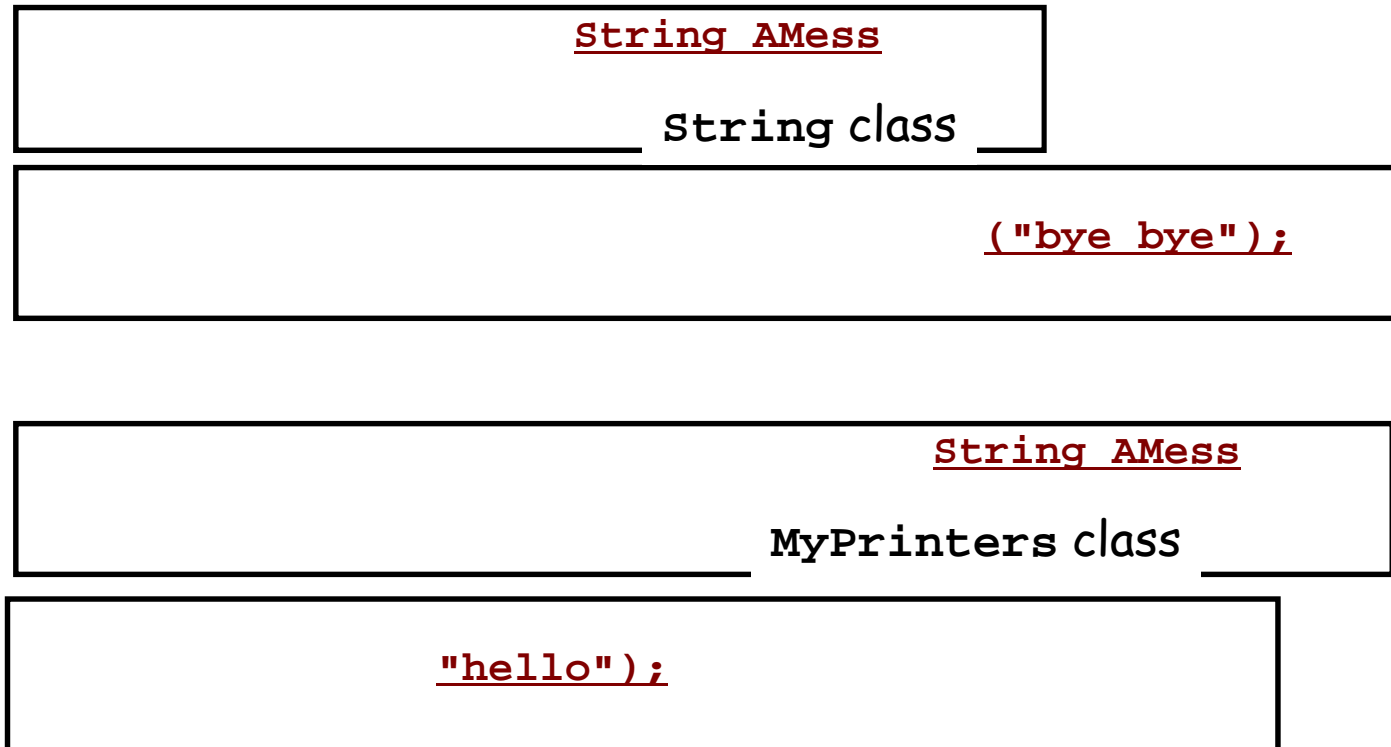 String AMess
String class
("bye bye");
String AMess
MyPrinters class
"hello");